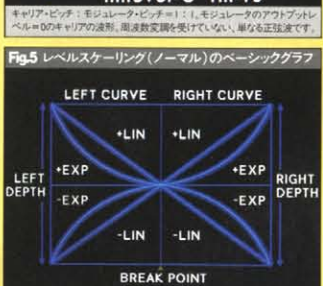 キャリア・ピッチ：モジュレータ・ピッチ＝1：1、モジュレータのアウトプットレ
ベル＝0のキャリアの波形。周波数変調を受けていない、単なる正弦波です。
Fig.5 レベルスケーリング(ノーマル)のベーシックグラフ
LEFT CURVE RIGHT CURVE
+LIN +LIN
+EXP +EXP
LEFT DEPTH RIGHT DEPTH
-EXP -EXP
-LIN -LIN
BREAK POINT